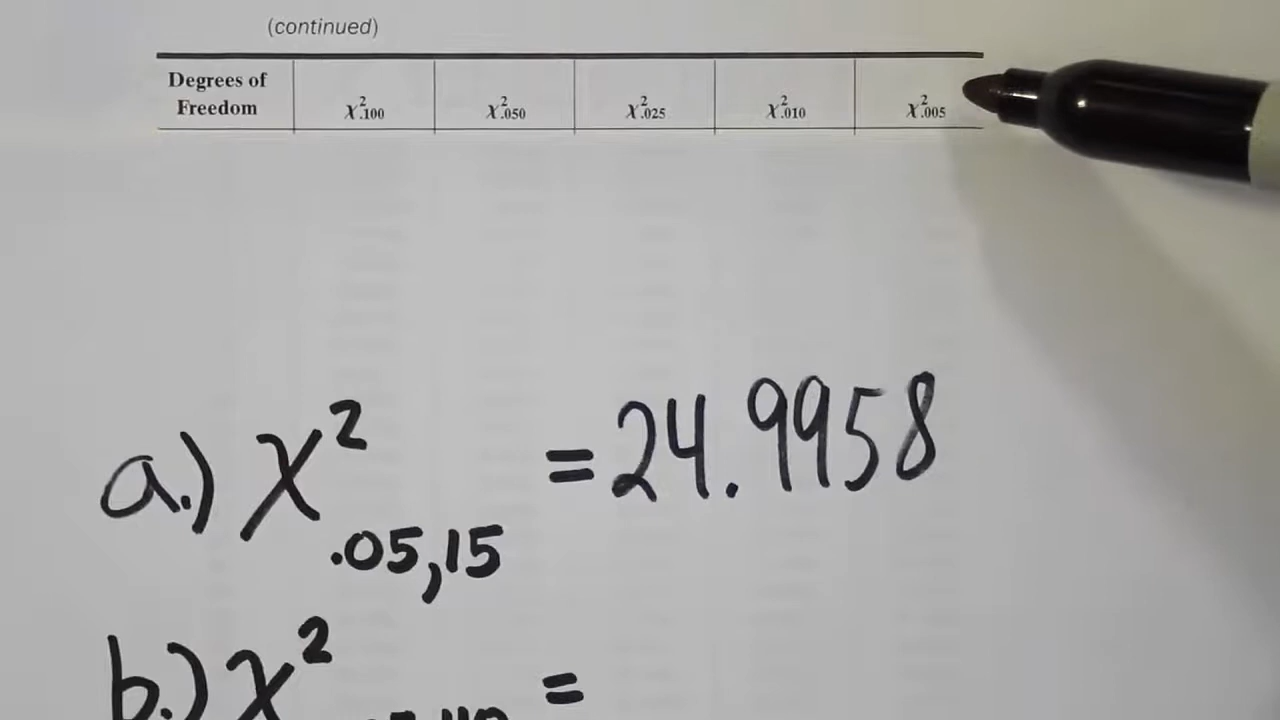 (continued)
Degrees of
Freedom χ².100 χ².050 χ².025 χ².010 χ².005
a.) χ².05,15 = 24.9958
b.) χ² =